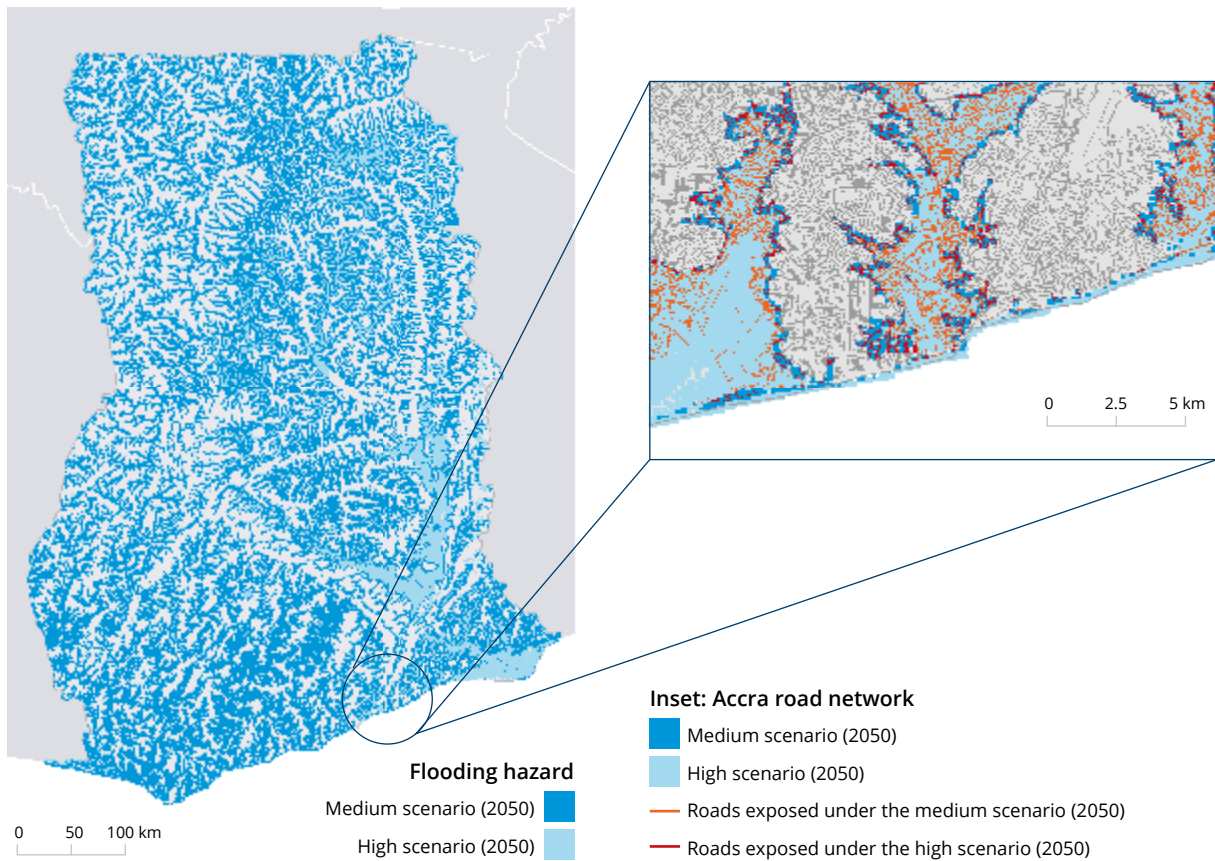 0 2.5 5 km
Inset: Accra road network
Medium scenario (2050)
High scenario (2050)
Roads exposed under the medium scenario (2050)
Roads exposed under the high scenario (2050)
Flooding hazard
Medium scenario (2050)
High scenario (2050)
0 50 100 km